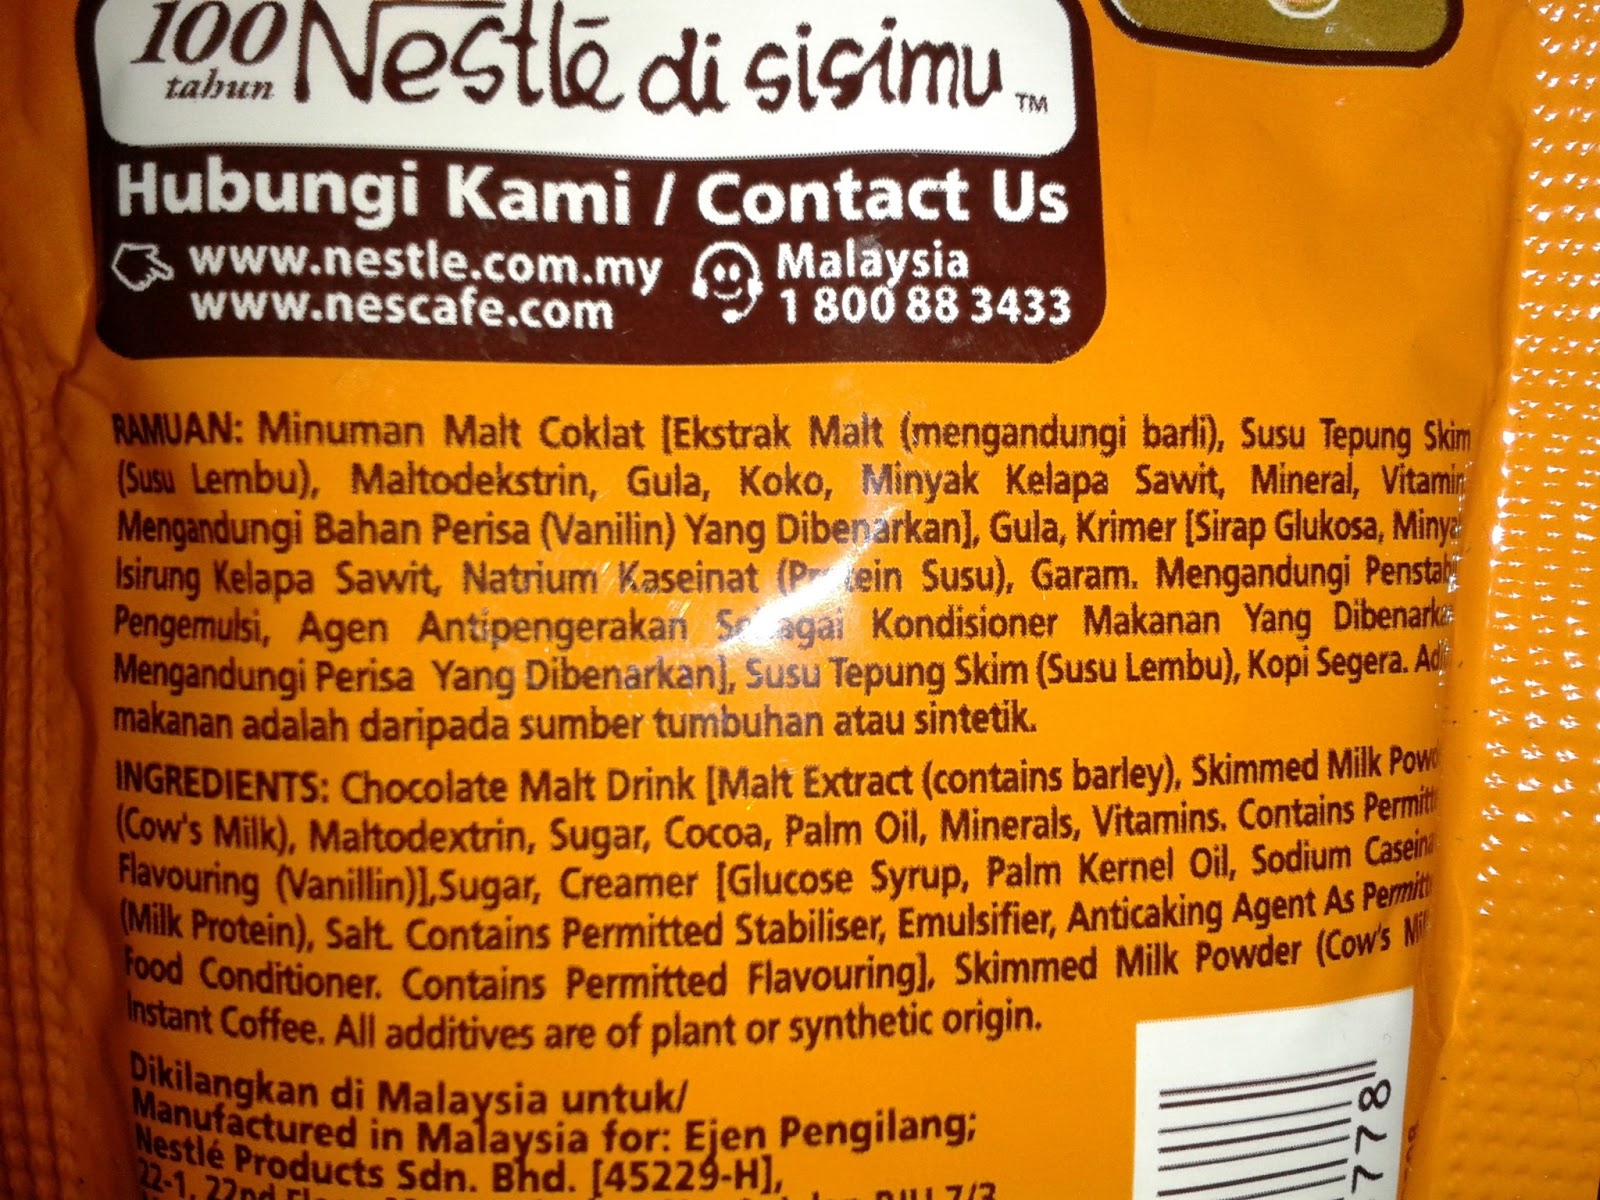 100 Nestlē di sisimu TM
tahun
Hubungi Kami / Contact Us
www.nestle.com.my
www.nescafe.com
Malaysia
1 800 88 3433
RAMUAN: Minuman Malt Coklat [Ekstrak Malt (mengandungi barli), Susu Tepung Skim
(Susu Lembu), Maltodekstrin, Gula, Koko, Minyak Kelapa Sawit, Mineral, Vitamin
Mengandungi Bahan Perisa (Vanilin) Yang Dibenarkan], Gula, Krimer [Sirap Glukosa,
Isirung Kelapa Sawit, Natrium Kaseinat (Susu), Garam. Mengandungi
Pengemulsi, Agen Antipengerakan Kondisioner Makanan Yang
Mengandungi Perisa Yang Dibenarkan], Susu Tepung Skim (Susu Lembu), Kopi Segera.
makanan adalah daripada sumber tumbuhan atau sintetik.
INGREDIENTS: Chocolate Malt Drink [Malt Extract (contains barley), Skimmed Milk
(Cow's Milk), Maltodextrin, Sugar, Cocoa, Palm Oil, Minerals, Vitamins. Contains
Flavouring (Vanillin)],Sugar, Creamer [Glucose Syrup, Palm Kernel Oil, Sodium
(Milk Protein), Salt. Contains Permitted Stabiliser, Emulsifier, Anticaking Agent As
Food Conditioner. Contains Permitted Flavouring], Skimmed Milk Powder (Cow's
Instant Coffee. All additives are of plant or synthetic origin.
Dikilangkan di Malaysia untuk/
Manufactured in Malaysia for: Ejen Pengilang;
Nestlé Products Sdn. Bhd. [45229-H],
22-1, 22nd
778